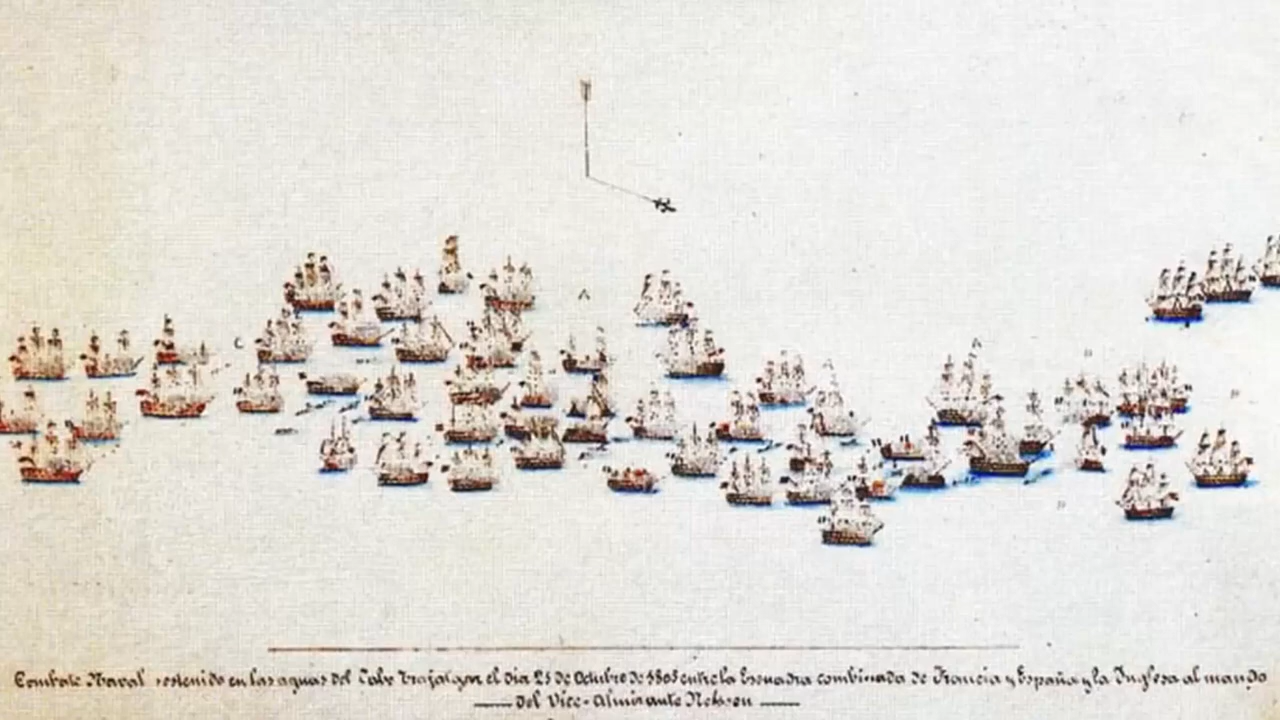 A
C
A
Combate Naval sostenido en las aguas del Cabo Trafalgar el dia 21 de Octubre de 1805 entre la Escuadra combinada de Francia y España y la Inglesa al mando
del Vice-Almirante Nelsson